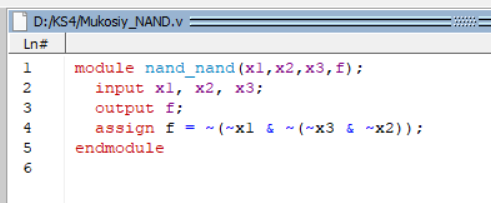 D:/KS4/Mukosiy_NAND.v
Ln#
1 module nand_nand(x1,x2,x3,f);
2 input x1, x2, x3;
3 output f;
4 assign f = ~(~x1 & ~(~x3 & ~x2));
5 endmodule
6